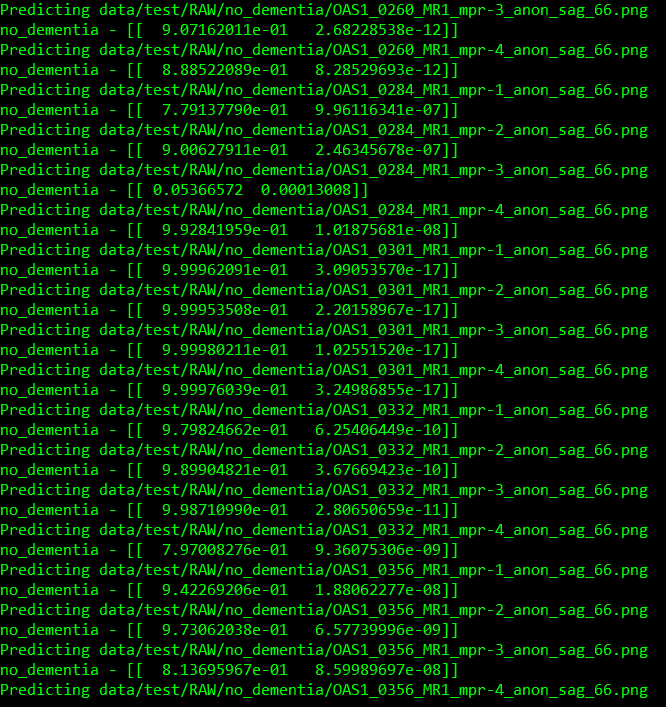 Predicting data/test/RAW/no_dementia/OAS1_0260_MR1_mpr-3_anon_sag_66.png
no_dementia - [[  9.07162011e-01   2.68228538e-12]]
Predicting data/test/RAW/no_dementia/OAS1_0260_MR1_mpr-4_anon_sag_66.png
no_dementia - [[  8.88522089e-01   8.28529693e-12]]
Predicting data/test/RAW/no_dementia/OAS1_0284_MR1_mpr-1_anon_sag_66.png
no_dementia - [[  7.79137790e-01   9.96116341e-07]]
Predicting data/test/RAW/no_dementia/OAS1_0284_MR1_mpr-2_anon_sag_66.png
no_dementia - [[  9.00627911e-01   2.46345678e-07]]
Predicting data/test/RAW/no_dementia/OAS1_0284_MR1_mpr-3_anon_sag_66.png
no_dementia - [[ 0.05366572  0.00013008]]
Predicting data/test/RAW/no_dementia/OAS1_0284_MR1_mpr-4_anon_sag_66.png
no_dementia - [[  9.92841959e-01   1.01875681e-08]]
Predicting data/test/RAW/no_dementia/OAS1_0301_MR1_mpr-1_anon_sag_66.png
no_dementia - [[  9.99962091e-01   3.09053570e-17]]
Predicting data/test/RAW/no_dementia/OAS1_0301_MR1_mpr-2_anon_sag_66.png
no_dementia - [[  9.99953508e-01   2.20158967e-17]]
Predicting data/test/RAW/no_dementia/OAS1_0301_MR1_mpr-3_anon_sag_66.png
no_dementia - [[  9.99980211e-01   1.02551520e-17]]
Predicting data/test/RAW/no_dementia/OAS1_0301_MR1_mpr-4_anon_sag_66.png
no_dementia - [[  9.99976039e-01   3.24986855e-17]]
Predicting data/test/RAW/no_dementia/OAS1_0332_MR1_mpr-1_anon_sag_66.png
no_dementia - [[  9.79824662e-01   6.25406449e-10]]
Predicting data/test/RAW/no_dementia/OAS1_0332_MR1_mpr-2_anon_sag_66.png
no_dementia - [[  9.89904821e-01   3.67669423e-10]]
Predicting data/test/RAW/no_dementia/OAS1_0332_MR1_mpr-3_anon_sag_66.png
no_dementia - [[  9.98710990e-01   2.80650659e-11]]
Predicting data/test/RAW/no_dementia/OAS1_0332_MR1_mpr-4_anon_sag_66.png
no_dementia - [[  7.97008276e-01   9.36075306e-09]]
Predicting data/test/RAW/no_dementia/OAS1_0356_MR1_mpr-1_anon_sag_66.png
no_dementia - [[  9.42269206e-01   1.88062277e-08]]
Predicting data/test/RAW/no_dementia/OAS1_0356_MR1_mpr-2_anon_sag_66.png
no_dementia - [[  9.73062038e-01   6.57739996e-09]]
Predicting data/test/RAW/no_dementia/OAS1_0356_MR1_mpr-3_anon_sag_66.png
no_dementia - [[  8.13695967e-01   8.59989697e-08]]
Predicting data/test/RAW/no_dementia/OAS1_0356_MR1_mpr-4_anon_sag_66.png